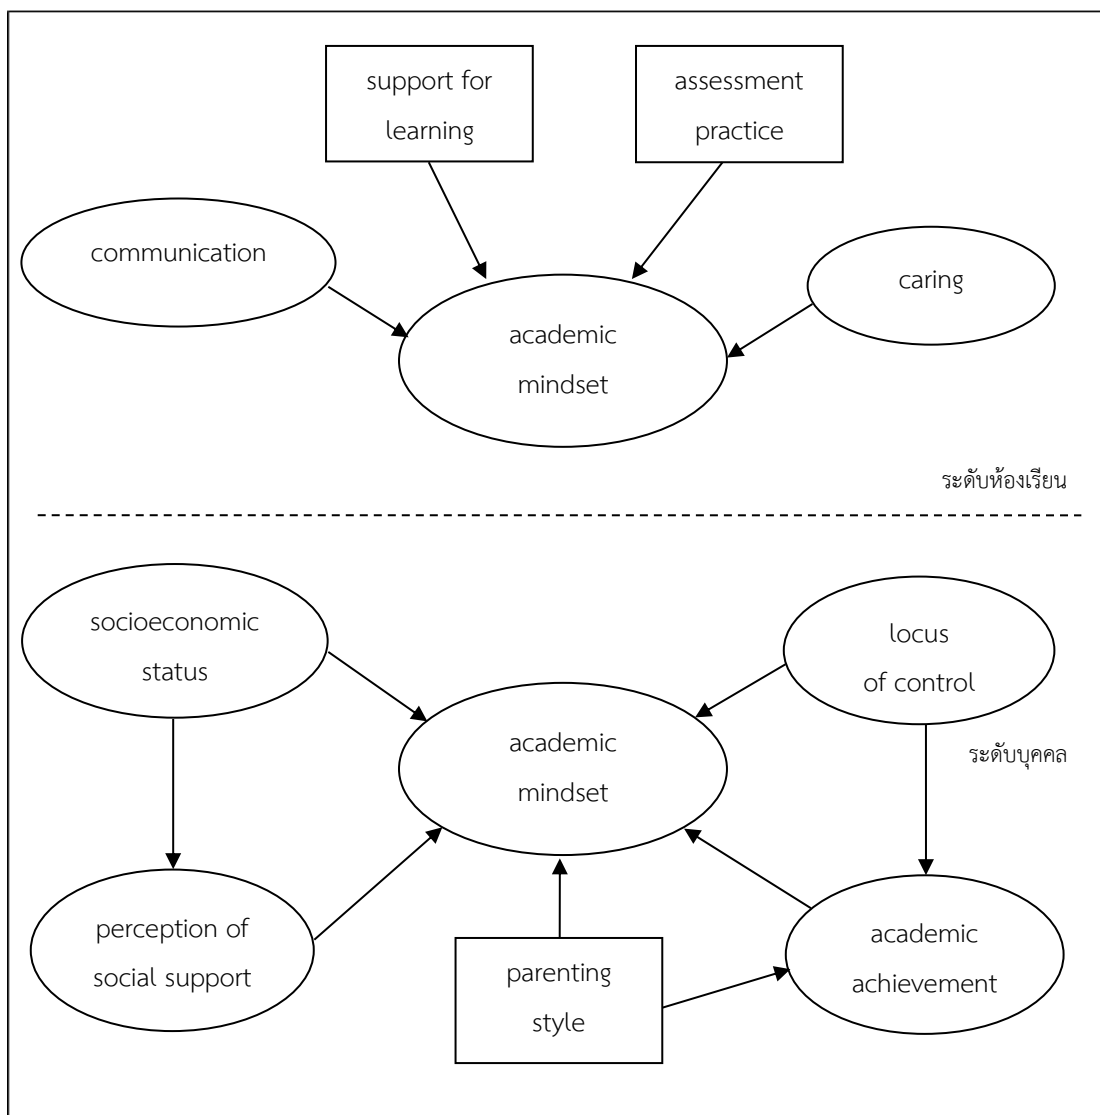 support for
learning
assessment
practice
communication
caring
academic
mindset
ระดับห้องเรียน
socioeconomic
status
locus
of control
academic
mindset
ระดับบุคคล
perception of
social support
parenting
style
academic
achievement